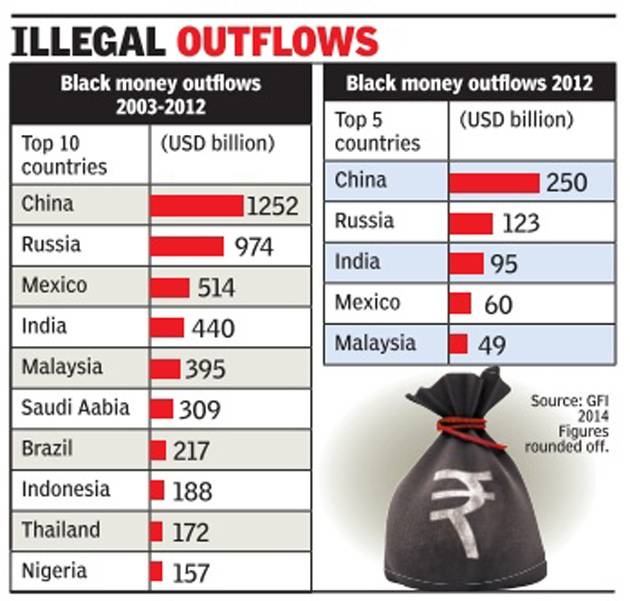 ILLEGAL OUTFLOWS
Black money outflows
2003-2012
Top 10
countries
(USD billion)
China 1252
Russia 974
Mexico 514
India 440
Malaysia 395
Saudi Aabia 309
Brazil 217
Indonesia 188
Thailand 172
Nigeria 157
Black money outflows 2012
Top 5
countries
(USD billion)
China 250
Russia 123
India 95
Mexico 60
Malaysia 49
Source: GFI
2014
Figures
rounded off.
₹